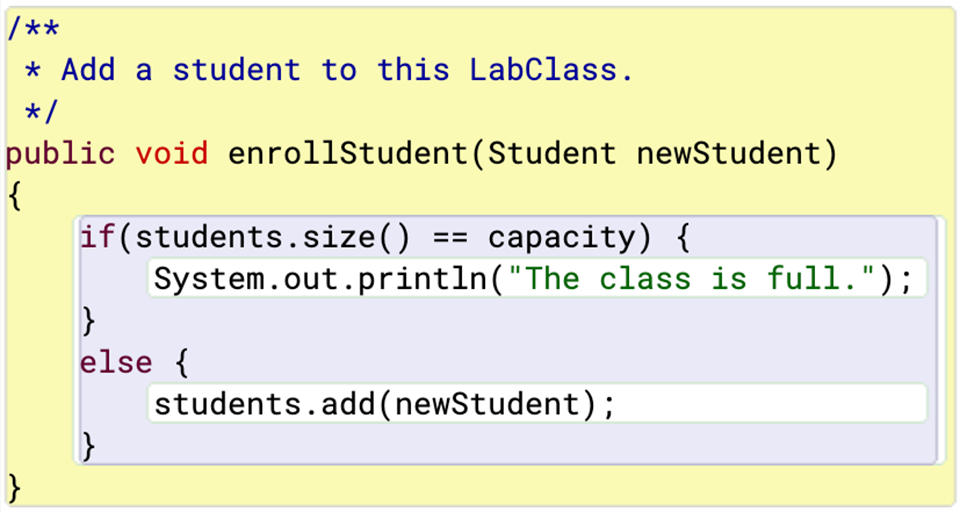 /**
 * Add a student to this LabClass.
 */
public void enrollStudent(Student newStudent)
{
    if(students.size() == capacity) {
        System.out.println("The class is full.");
    }
    else {
        students.add(newStudent);
    }
}